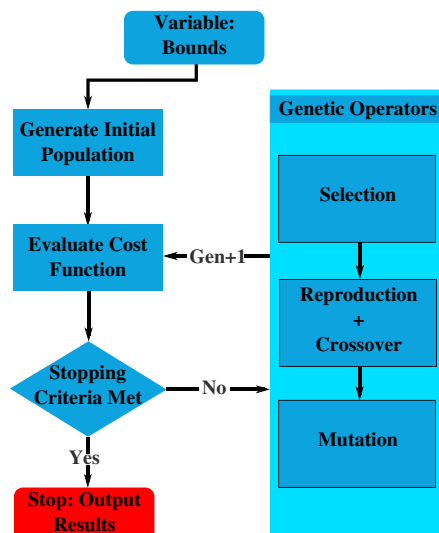 Variable:
Bounds
Generate Initial
Population
Genetic Operators
Selection
Evaluate Cost
Function
Gen+1
Reproduction
+
Crossover
Stopping
Criteria Met
No
Mutation
Yes
Stop: Output
Results